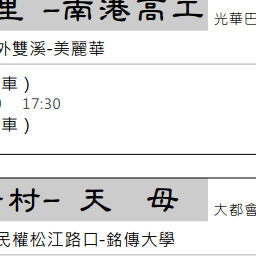 里 –南港高工 光華巴
外雙溪-美麗華
車 )
17:30
車 )
村– 天 母 大都會
民權松江路口-銘傳大學